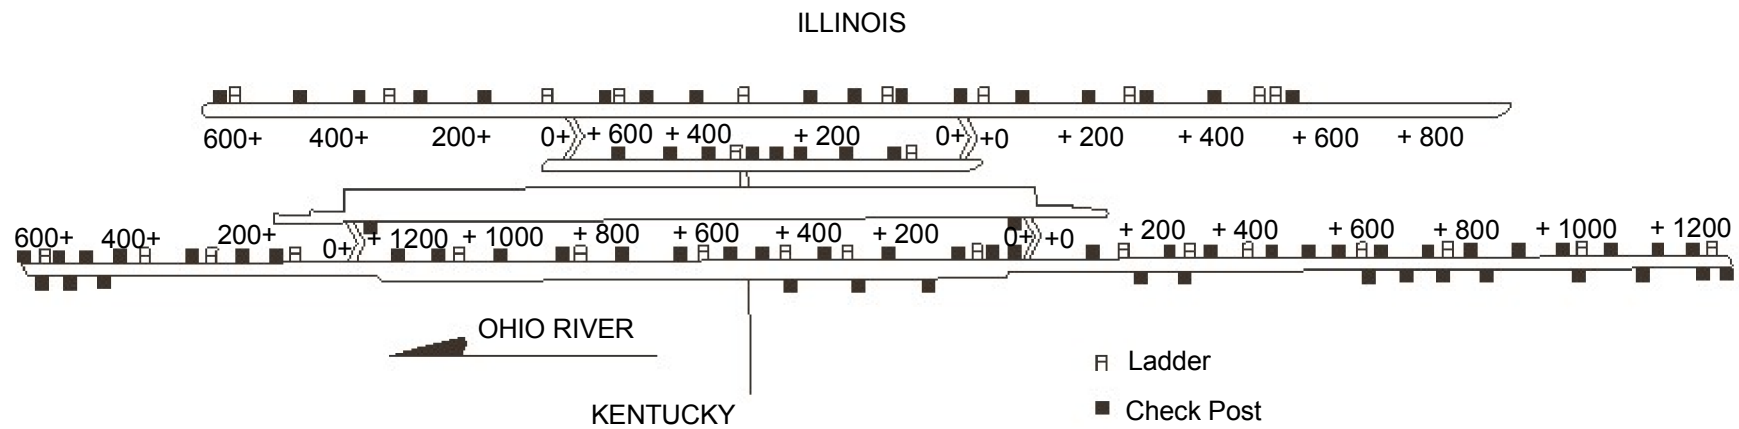 ILLINOIS
600+ 400+ 200+ 0+ + 600 + 400 + 200 0+ +0 + 200 + 400 + 600 + 800
600+ 400+ 200+ 0+ + 1200 + 1000 + 800 + 600 + 400 + 200 0+ +0 + 200 + 400 + 600 + 800 + 1000 + 1200
OHIO RIVER
Ladder
KENTUCKY
Check Post